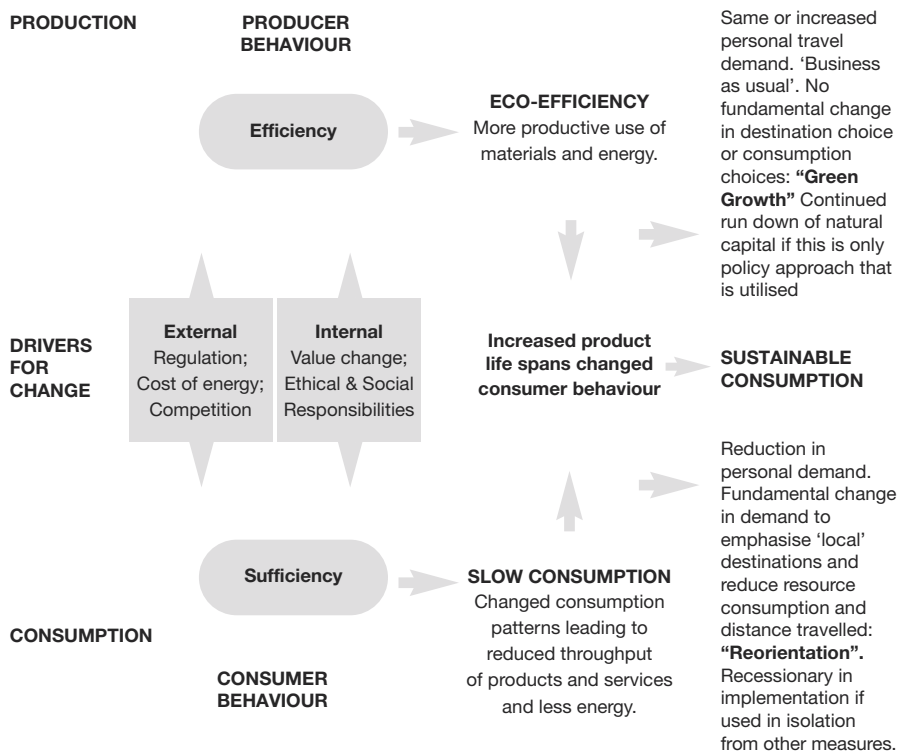 PRODUCTION
PRODUCER
BEHAVIOUR
Efficiency
ECO-EFFICIENCY
More productive use of
materials and energy.
Same or increased
personal travel
demand. ‘Business
as usual’. No
fundamental change
in destination choice
or consumption
choices: “Green
Growth” Continued
run down of natural
capital if this is only
policy approach that
is utilised
DRIVERS
FOR
CHANGE
External
Regulation;
Cost of energy;
Competition
Internal
Value change;
Ethical & Social
Responsibilities
Increased product
life spans changed
consumer behaviour
SUSTAINABLE
CONSUMPTION
Sufficiency
SLOW CONSUMPTION
Changed consumption
patterns leading to
reduced throughput
of products and services
and less energy.
Reduction in
personal demand.
Fundamental change
in demand to
emphasise ‘local’
destinations and
reduce resource
consumption and
distance travelled:
“Reorientation”.
Recessionary in
implementation if
used in isolation
from other measures.
CONSUMPTION
CONSUMER
BEHAVIOUR